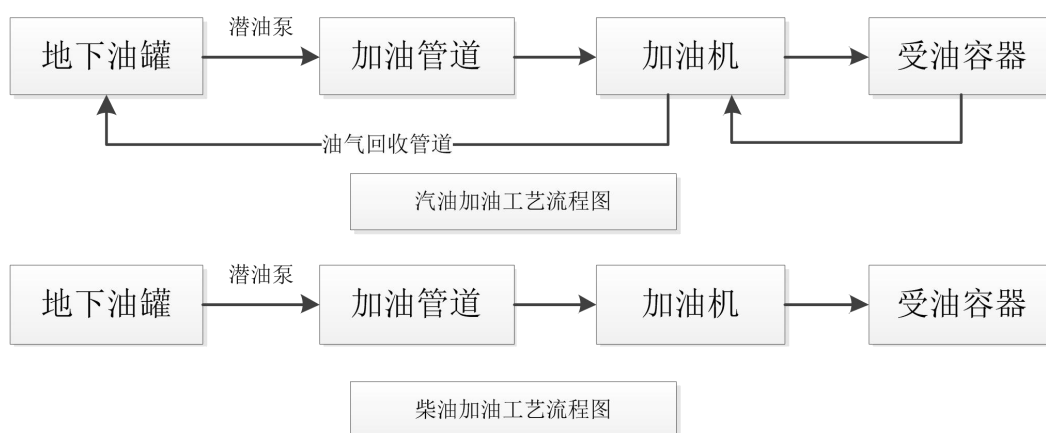 潜油泵
地下油罐
加油管道
加油机
受油容器
油气回收管道
汽油加油工艺流程图
潜油泵
地下油罐
加油管道
加油机
受油容器
柴油加油工艺流程图